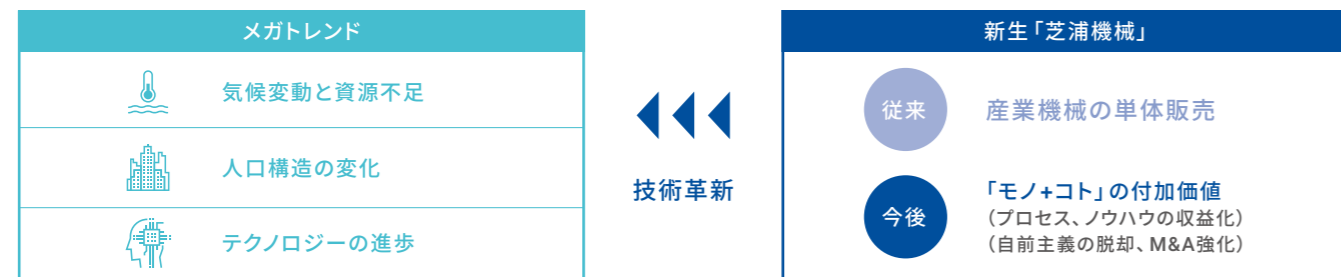 メガトレンド
気候変動と資源不足
人口構造の変化
テクノロジーの進歩
技術革新
新生「芝浦機械」
従来
産業機械の単体販売
今後
「モノ+コト」の付加価値
（プロセス、ノウハウの収益化）
（自前主義の脱却、M&A強化）